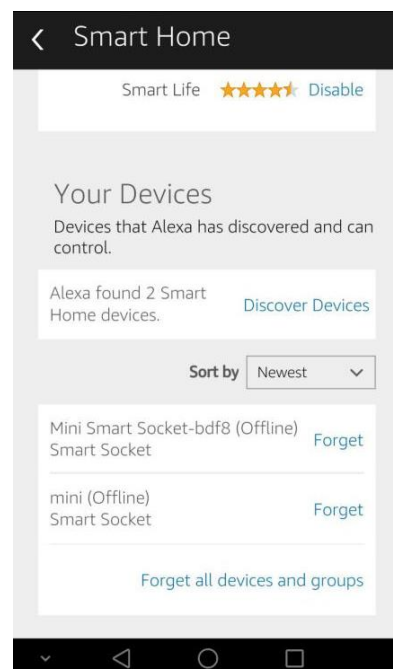 Smart Home
Smart Life Disable
Your Devices
Devices that Alexa has discovered and can
control.
Alexa found 2 Smart
Home devices.
Discover Devices
Sort by Newest
Mini Smart Socket-bdf8 (Offline)
Smart Socket
Forget
mini (Offline)
Smart Socket
Forget
Forget all devices and groups